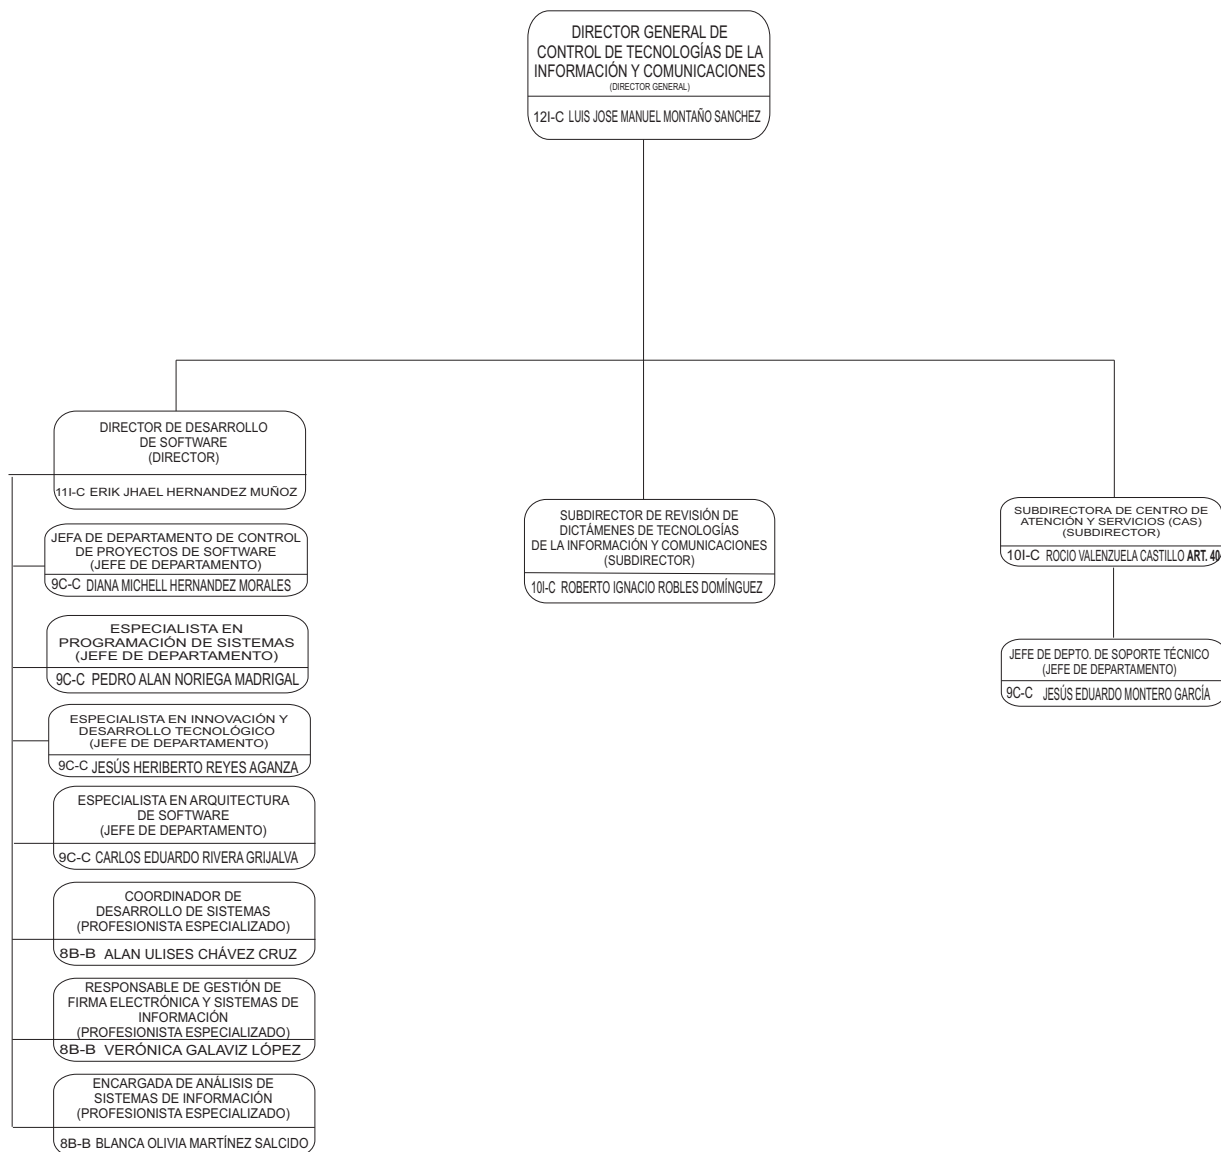 DIRECTOR GENERAL DE
CONTROL DE TECNOLOGÍAS DE LA
INFORMACIÓN Y COMUNICACIONES
(DIRECTOR GENERAL)
12I-C LUIS JOSE MANUEL MONTAÑO SANCHEZ
DIRECTOR DE DESARROLLO
DE SOFTWARE
(DIRECTOR)
11I-C ERIK JHAEL HERNANDEZ MUÑOZ
JEFA DE DEPARTAMENTO DE CONTROL
DE PROYECTOS DE SOFTWARE
(JEFE DE DEPARTAMENTO)
9C-C DIANA MICHELL HERNANDEZ MORALES
ESPECIALISTA EN
PROGRAMACIÓN DE SISTEMAS
(JEFE DE DEPARTAMENTO)
9C-C PEDRO ALAN NORIEGA MADRIGAL
ESPECIALISTA EN INNOVACIÓN Y
DESARROLLO TECNOLÓGICO
(JEFE DE DEPARTAMENTO)
9C-C JESÚS HERIBERTO REYES AGANZA
ESPECIALISTA EN ARQUITECTURA
DE SOFTWARE
(JEFE DE DEPARTAMENTO)
9C-C CARLOS EDUARDO RIVERA GRIJALVA
COORDINADOR DE
DESARROLLO DE SISTEMAS
(PROFESIONISTA ESPECIALIZADO)
8B-B ALAN ULISES CHÁVEZ CRUZ
RESPONSABLE DE GESTIÓN DE
FIRMA ELECTRÓNICA Y SISTEMAS DE
INFORMACIÓN
(PROFESIONISTA ESPECIALIZADO)
8B-B VERÓNICA GALAVIZ LÓPEZ
ENCARGADA DE ANÁLISIS DE
SISTEMAS DE INFORMACIÓN
(PROFESIONISTA ESPECIALIZADO)
8B-B BLANCA OLIVIA MARTÍNEZ SALCIDO
SUBDIRECTOR DE REVISIÓN DE
DICTÁMENES DE TECNOLOGÍAS
DE LA INFORMACIÓN Y COMUNICACIONES
(SUBDIRECTOR)
10I-C ROBERTO IGNACIO ROBLES DOMÍNGUEZ
SUBDIRECTORA DE CENTRO DE
ATENCIÓN Y SERVICIOS (CAS)
(SUBDIRECTOR)
10I-C ROCIO VALENZUELA CASTILLO ART. 40
JEFE DE DEPTO. DE SOPORTE TÉCNICO
(JEFE DE DEPARTAMENTO)
9C-C JESÚS EDUARDO MONTERO GARCÍA